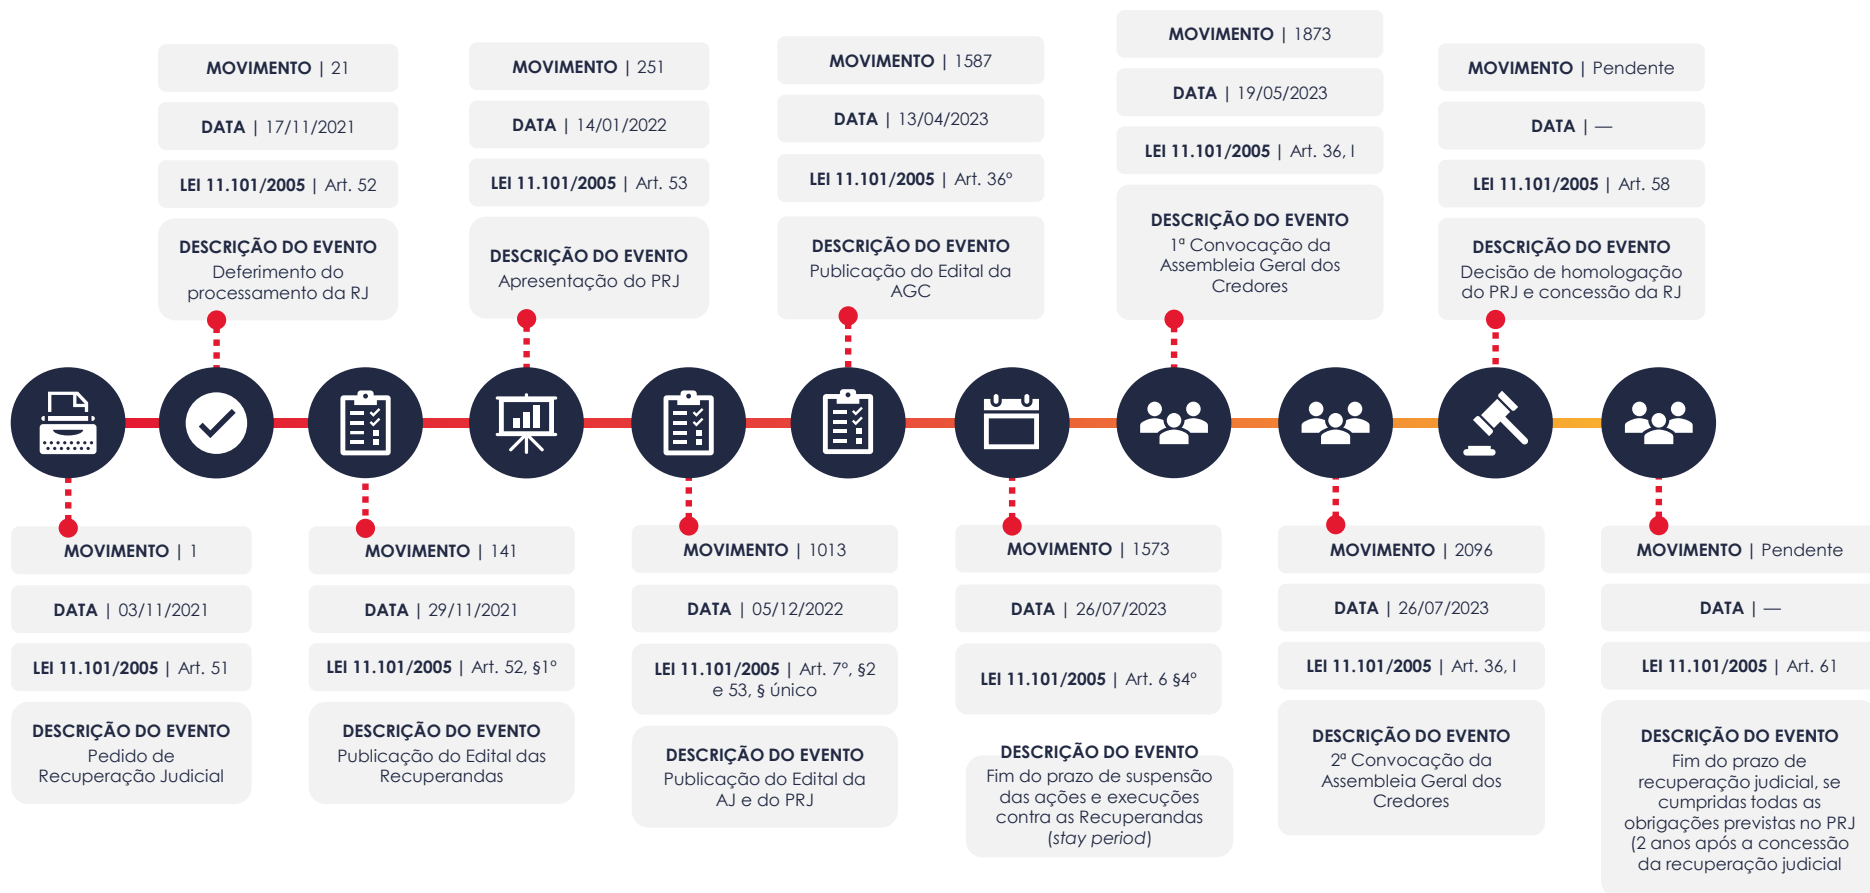 MOVIMENTO | 21
DATA | 17/11/2021
LEI 11.101/2005 | Art. 52
DESCRIÇÃO DO EVENTO
Deferimento do
processamento da RJ
MOVIMENTO | 251
DATA | 14/01/2022
LEI 11.101/2005 | Art. 53
DESCRIÇÃO DO EVENTO
Apresentação do PRJ
MOVIMENTO | 1587
DATA | 13/04/2023
LEI 11.101/2005 | Art. 36º
DESCRIÇÃO DO EVENTO
Publicação do Edital da
AGC
MOVIMENTO | 1873
DATA | 19/05/2023
LEI 11.101/2005 | Art. 36, I
DESCRIÇÃO DO EVENTO
1ª Convocação da
Assembleia Geral dos
Credores
MOVIMENTO | Pendente
DATA | —
LEI 11.101/2005 | Art. 58
DESCRIÇÃO DO EVENTO
Decisão de homologação
do PRJ e concessão da RJ
MOVIMENTO | 1
DATA | 03/11/2021
LEI 11.101/2005 | Art. 51
DESCRIÇÃO DO EVENTO
Pedido de
Recuperação Judicial
MOVIMENTO | 141
DATA | 29/11/2021
LEI 11.101/2005 | Art. 52, §1º
DESCRIÇÃO DO EVENTO
Publicação do Edital das
Recuperandas
MOVIMENTO | 1013
DATA | 05/12/2022
LEI 11.101/2005 | Art. 7º, §2
e 53, § único
DESCRIÇÃO DO EVENTO
Publicação do Edital da
AJ e do PRJ
MOVIMENTO | 1573
DATA | 26/07/2023
LEI 11.101/2005 | Art. 6 §4º
DESCRIÇÃO DO EVENTO
Fim do prazo de suspensão
das ações e execuções
contra as Recuperandas
(stay period)
MOVIMENTO | 2096
DATA | 26/07/2023
LEI 11.101/2005 | Art. 36, I
DESCRIÇÃO DO EVENTO
2ª Convocação da
Assembleia Geral dos
Credores
MOVIMENTO | Pendente
DATA | —
LEI 11.101/2005 | Art. 61
DESCRIÇÃO DO EVENTO
Fim do prazo de
recuperação judicial, se
cumpridas todas as
obrigações previstas no PRJ
(2 anos após a concessão
da recuperação judicial